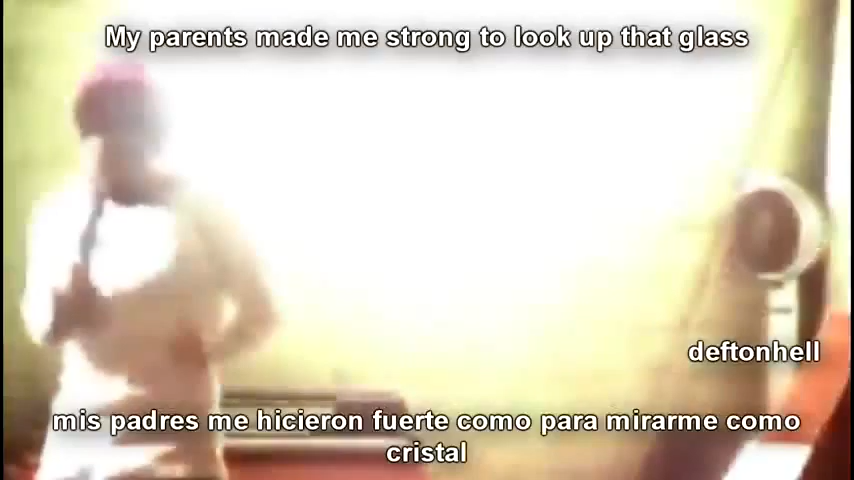 My parents made me strong to look up that glass
deftonhell
mis padres me hicieron fuerte como para mirarme como
cristal